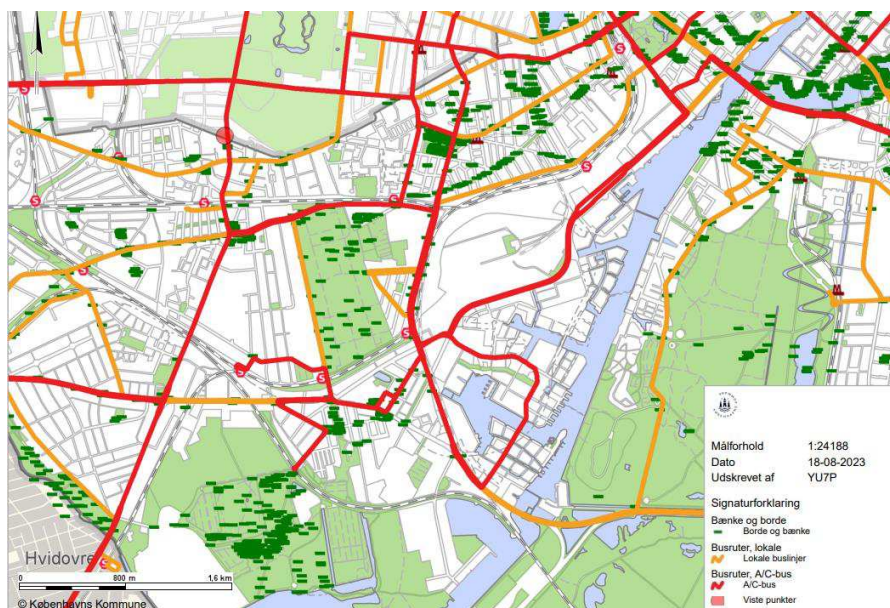 Hvidovre
0 800 m 1,6 km
© Københavns Kommune
Målforhold 1:24188
Dato 18-08-2023
Udskrevet af YU7P
Signaturforklaring
Bænke og borde
Borde og bænke
Busruter, lokale
Lokale buslinjer
Busruter, A/C-bus
A/C-bus
Viste punkter